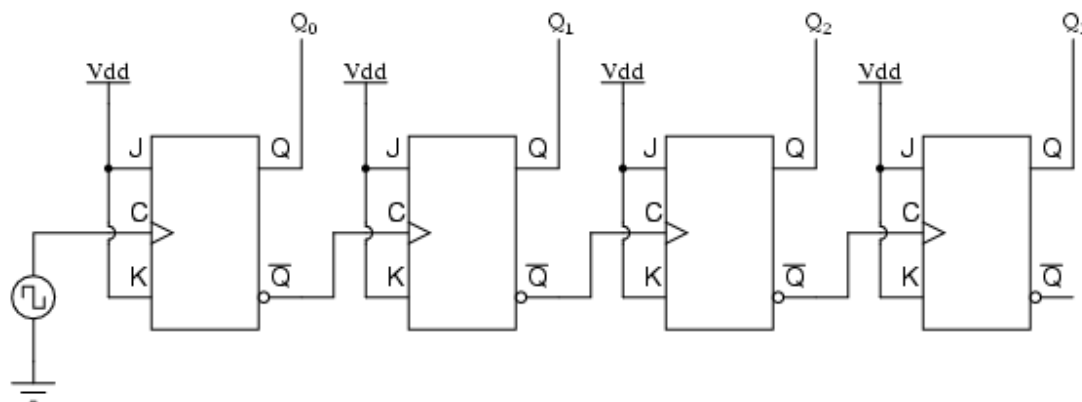 Q₀ Q₁ Q₂
Vdd Vdd Vdd Vdd
J Q J Q J Q J Q
C C C C
K Q̅ K Q̅ K Q̅ K Q̅